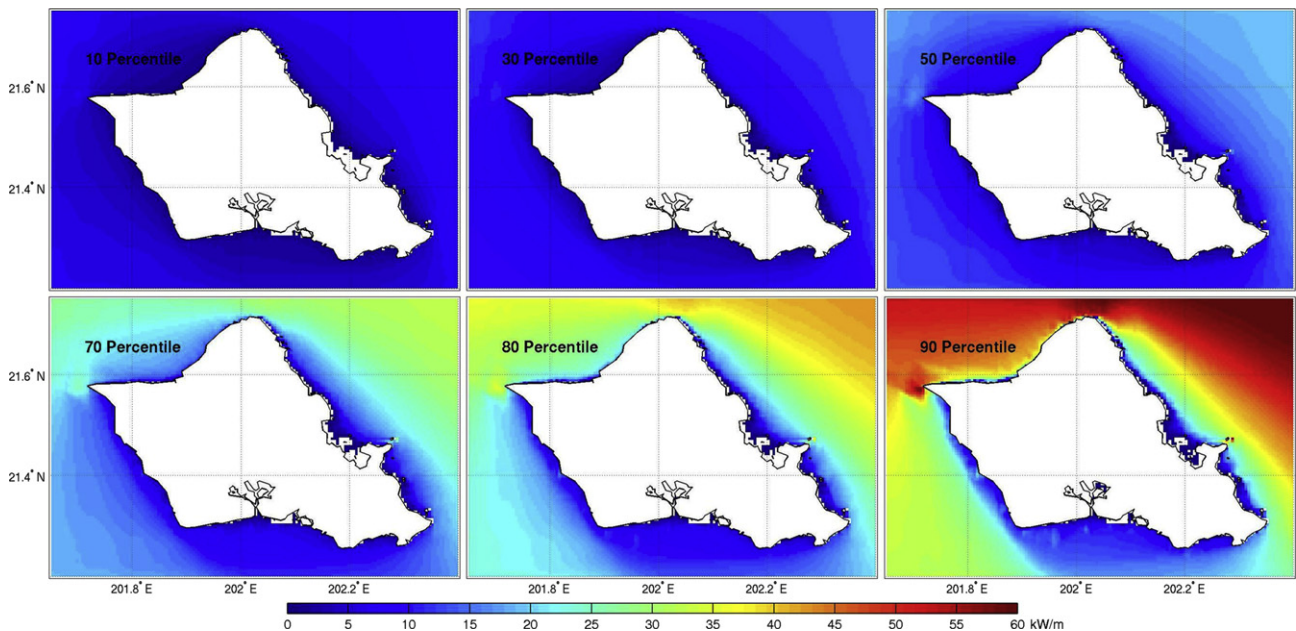 10 Percentile
30 Percentile
50 Percentile
21.6° N
21.4° N
70 Percentile
80 Percentile
90 Percentile
21.6° N
21.4° N
201.8° E 202° E 202.2° E 201.8° E 202° E 202.2° E 201.8° E 202° E 202.2° E
0 5 10 15 20 25 30 35 40 45 50 55 60 kW/m